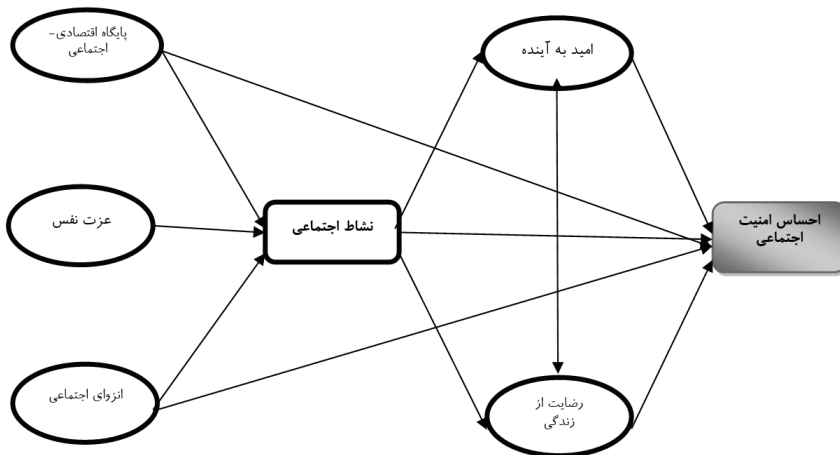 پایگاه اقتصادی-
اجتماعی
امید به آینده
عزت نفس
نشاط اجتماعی
احساس امنیت
اجتماعی
انزوای اجتماعی
رضایت از
زندگی